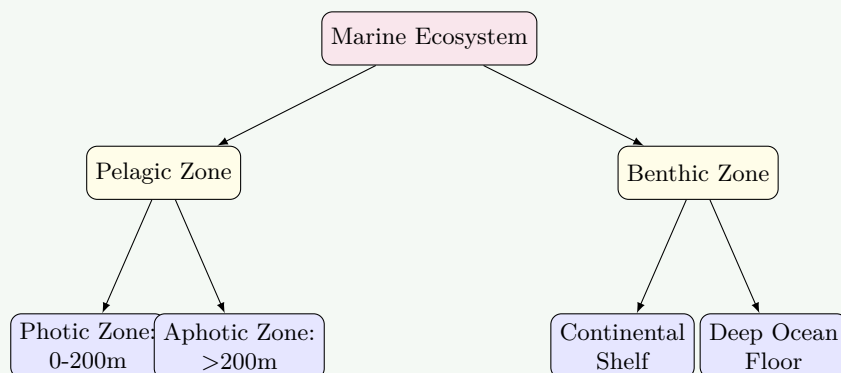 Marine Ecosystem
Pelagic Zone
Benthic Zone
Photic Zone:
0-200m
Aphotic Zone:
>200m
Continental
Shelf
Deep Ocean
Floor